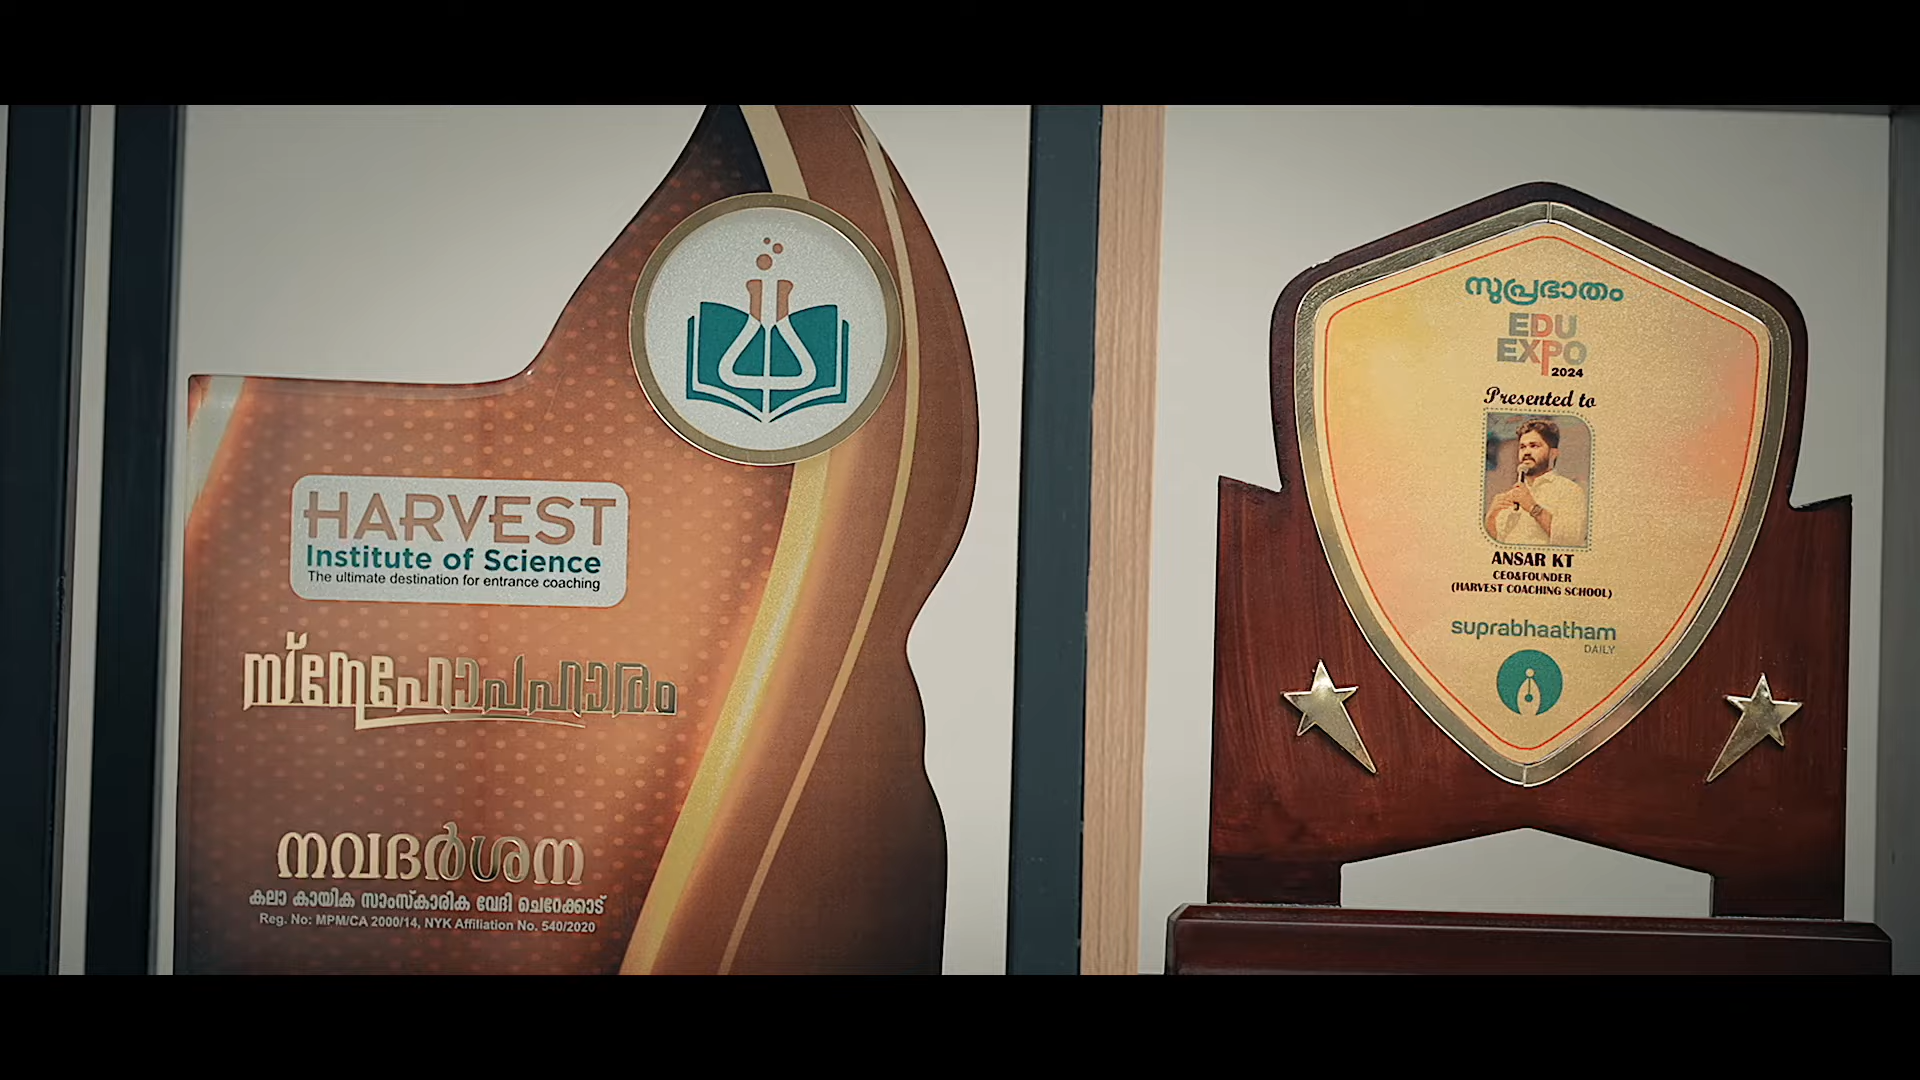 HARVEST
Institute of Science
The ultimate destination for entrance coaching
സ്നേഹോപഹാരം
നവദർശന
കലാ കായിക സാംസ്കാരിക വേദി ചെറേക്കാട്
Reg. No: MPM/CA 2000/14, NYK Affiliation No. 540/2020
സുപ്രഭാതം
EDU
EXPO
2024
Presented to
ANSAR KT
CEO&FOUNDER
(HARVEST COACHING SCHOOL)
suprabhaatham
DAILY